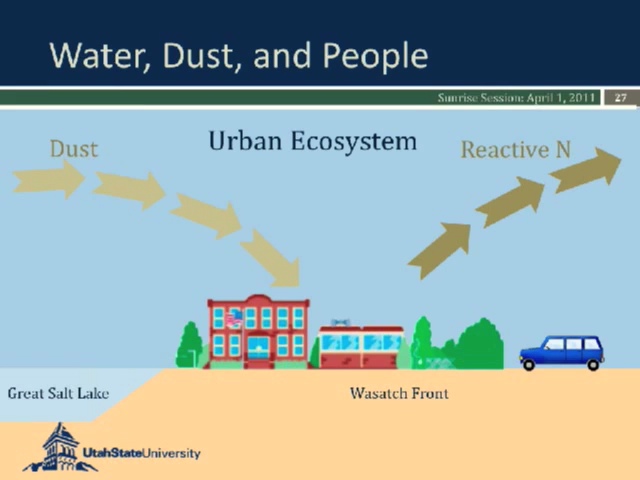 Water, Dust, and People
Sunrise Session: April 1, 2011
27
Dust
Urban Ecosystem
Reactive N
Great Salt Lake
Wasatch Front
UtahStateUniversity